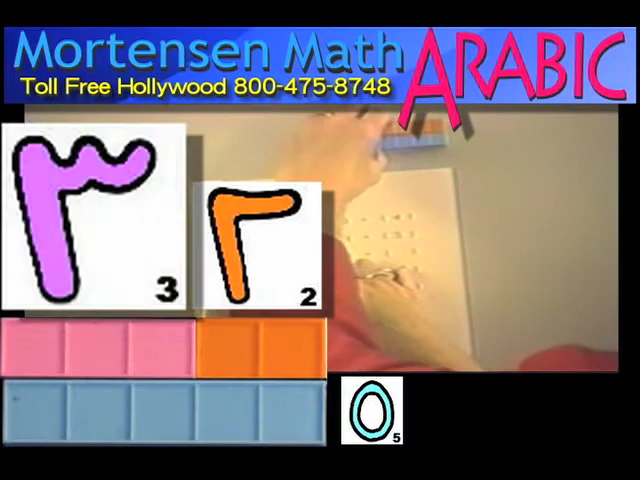 Mortensen Math ARABIC
Toll Free Hollywood 800-475-8748
٣ 3
٢ 2
٥ 5